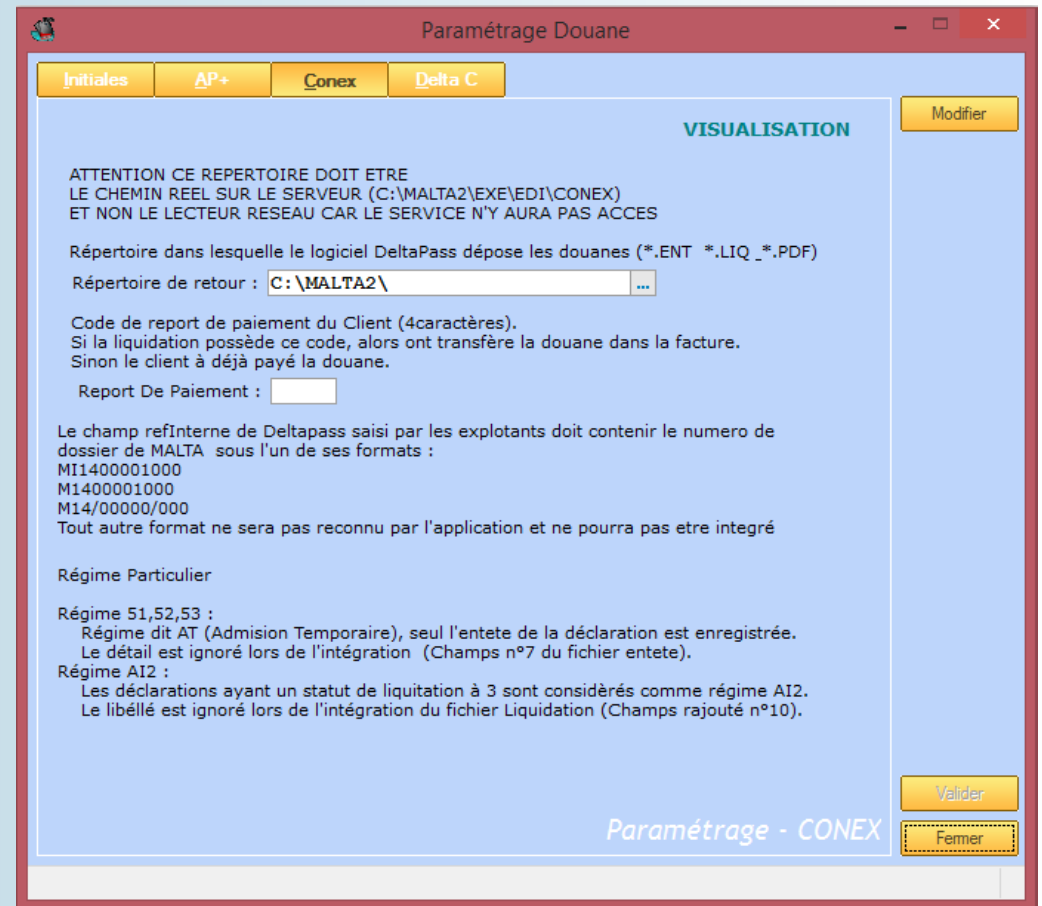 Paramétrage Douane
Initiales AP+ Conex Delta C
Modifier
VISUALISATION
ATTENTION CE REPERTOIRE DOIT ETRE
LE CHEMIN REEL SUR LE SERVEUR (C:\MALTA2\EXE\EDI\CONEX)
ET NON LE LECTEUR RESEAU CAR LE SERVICE N'Y AURA PAS ACCES
Répertoire dans lesquelle le logiciel DeltaPass dépose les douanes (*.ENT *.LIQ _*.PDF)
Répertoire de retour : C:\MALTA2\ ...
Code de report de paiement du Client (4caractères).
Si la liquidation possède ce code, alors ont transfère la douane dans la facture.
Sinon le client à déjà payé la douane.
Report De Paiement :
Le champ refInterne de Deltapass saisi par les explotants doit contenir le numero de
dossier de MALTA sous l'un de ses formats :
MI1400001000
M1400001000
M14/00000/000
Tout autre format ne sera pas reconnu par l'application et ne pourra pas etre integré
Régime Particulier
Régime 51,52,53 :
Régime dit AT (Admision Temporaire), seul l'entete de la déclaration est enregistrée.
Le détail est ignoré lors de l'intégration (Champs n°7 du fichier entete).
Régime AI2 :
Les déclarations ayant un statut de liquitation à 3 sont considèrés comme régime AI2.
Le libéllé est ignoré lors de l'intégration du fichier Liquidation (Champs rajouté n°10).
Valider
Paramétrage - CONEX
Fermer